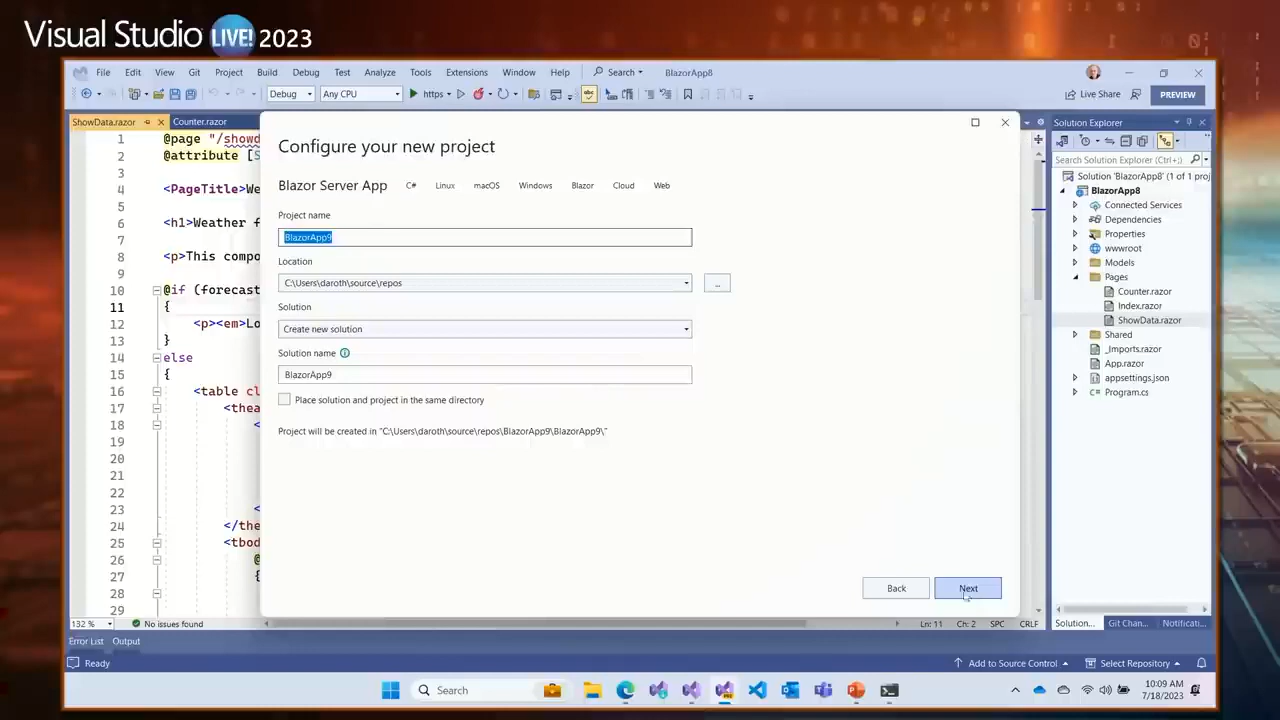 Visual Studio LIVE! 2023
File Edit View Git Project Build Debug Test Analyze Tools Extensions Window Help Search BlazorApp8
Debug Any CPU https Live Share PREVIEW
ShowData.razor Counter.razor
Solution Explorer
Search Solution Explorer (Ctrl+;)
Solution 'BlazorApp8' (1 of 1 proj
BlazorApp8
Connected Services
Dependencies
Properties
wwwroot
Models
Pages
Counter.razor
Index.razor
ShowData.razor
Shared
_Imports.razor
App.razor
appsettings.json
Program.cs
1 @page "/showd
2 @attribute [S
3
4 <PageTitle>We
5
6 <h1>Weather f
7
8 <p>This compo
9
10 @if (forecast
11 {
12 <p><em>Lo
13 }
14 else
15 {
16 <table cl
17 <thea
18 <
19
20
21
22
23 <
24 </the
25 <tbod
26 @
27 {
28
29
Configure your new project
Blazor Server App C# Linux macOS Windows Blazor Cloud Web
Project name
BlazorApp9
Location
C:\Users\daroth\source\repos
...
Solution
Create new solution
Solution name
BlazorApp9
Place solution and project in the same directory
Project will be created in "C:\Users\daroth\source\repos\BlazorApp9\BlazorApp9\"
Back Next
132 % No issues found Ln: 11 Ch: 2 SPC CRLF
Solution... Git Chan... Notificati...
Error List Output
Ready Add to Source Control Select Repository
Search
10:09 AM
7/18/2023